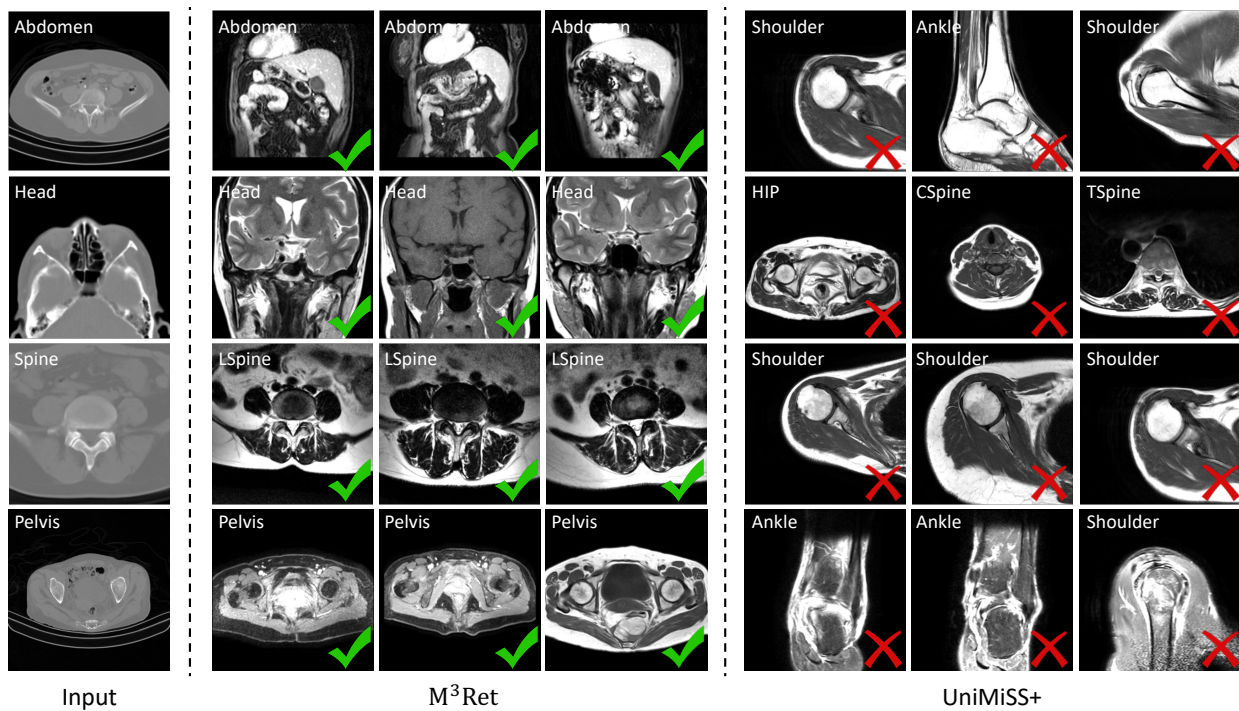 Abdomen Abdomen Abdomen Abdomen Shoulder Ankle Shoulder
Head Head Head Head HIP CSpine TSpine
Spine LSpine LSpine LSpine Shoulder Shoulder Shoulder
Pelvis Pelvis Pelvis Pelvis Ankle Ankle Shoulder
Input M³Ret UniMiSS+